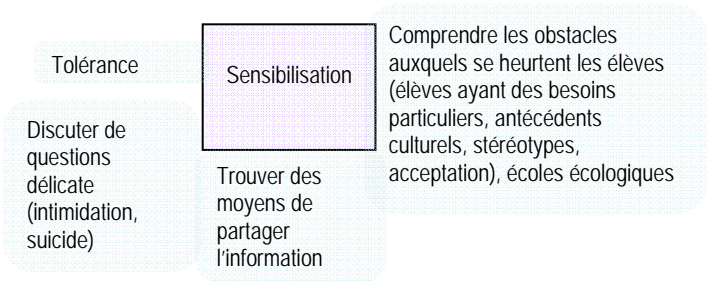 Tolérance
Sensibilisation
Comprendre les obstacles
auxquels se heurtent les élèves
(élèves ayant des besoins
particuliers, antécédents
culturels, stéréotypes,
acceptation), écoles écologiques
Discuter de
questions
délicate
(intimidation,
suicide)
Trouver des
moyens de
partager
l'information